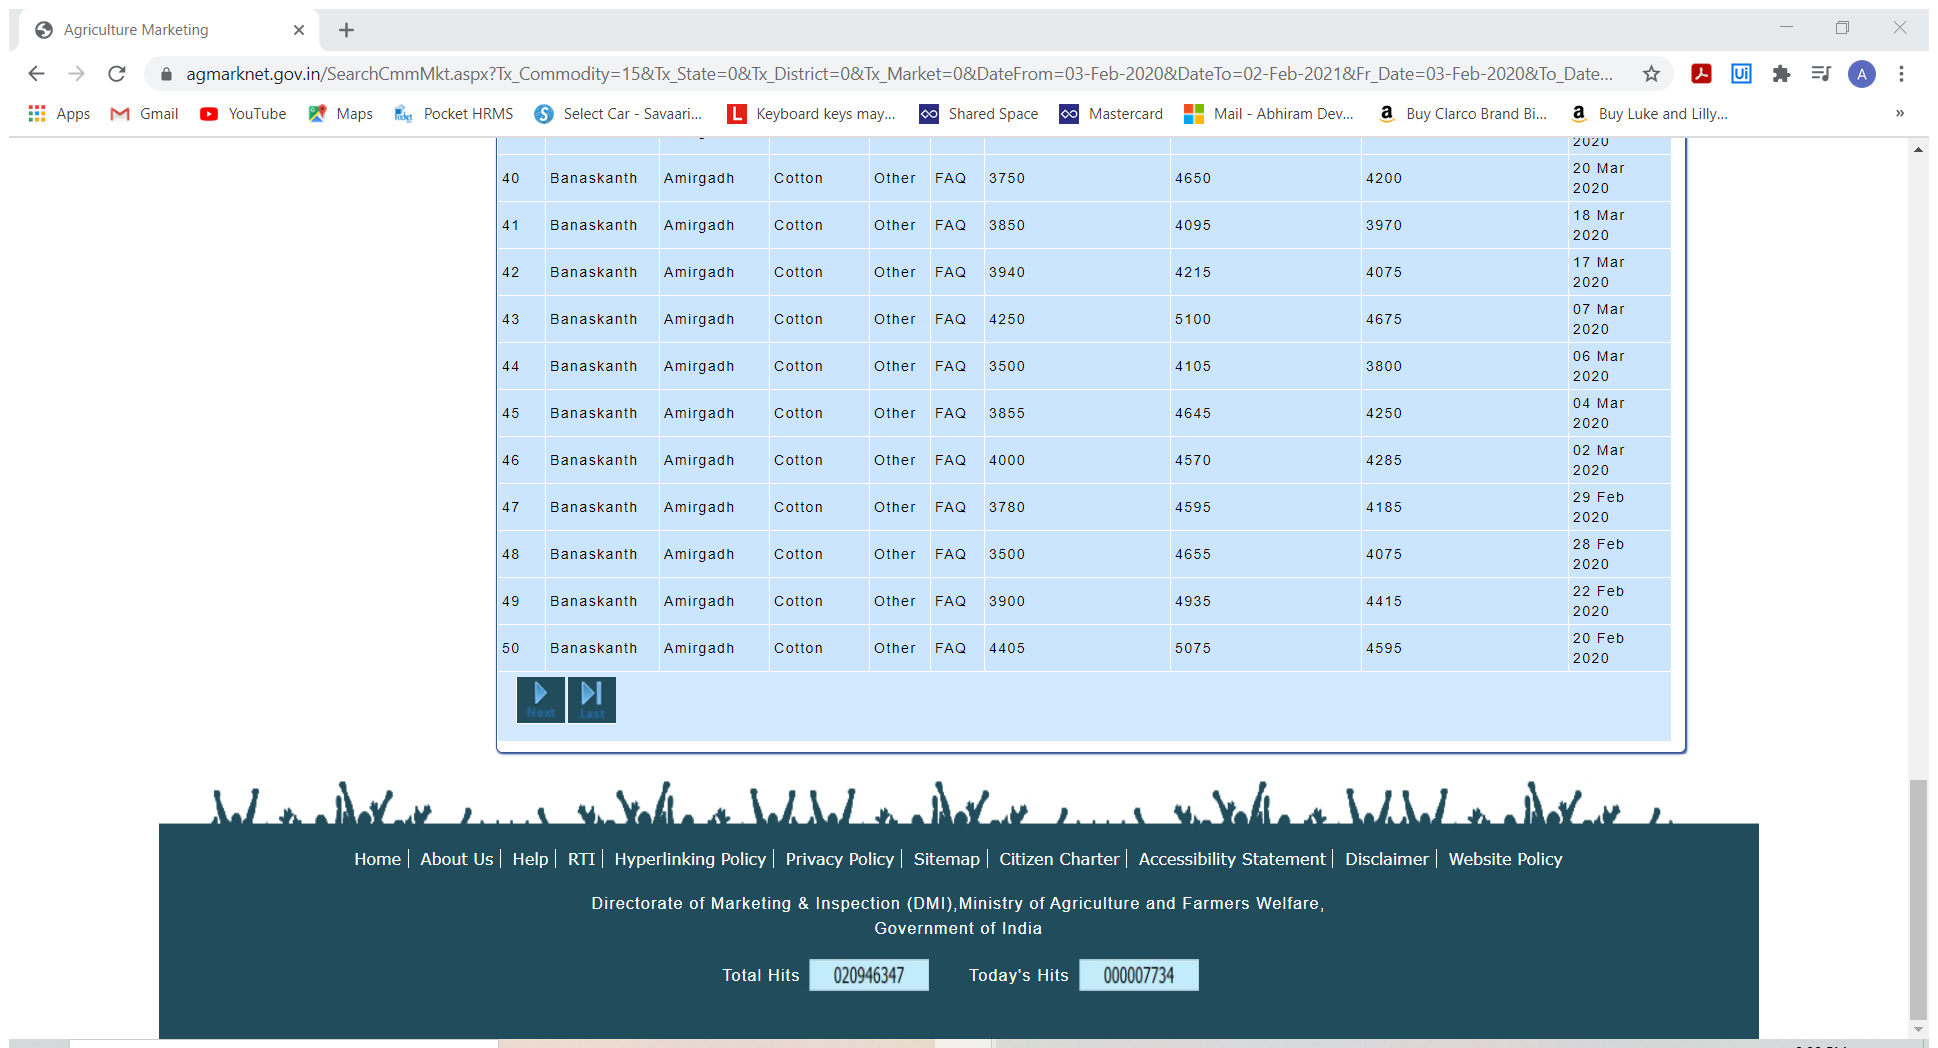 Agriculture Marketing
agmarknet.gov.in/SearchCmmMkt.aspx?Tx_Commodity=15&Tx_State=0&Tx_District=0&Tx_Market=0&DateFrom=03-Feb-2020&DateTo=02-Feb-2021&Fr_Date=03-Feb-2020&To_Date...
Ui
A
Apps Gmail YouTube Maps Pocket HRMS Select Car - Savaari... Keyboard keys may... Shared Space Mastercard Mail - Abhiram Dev... Buy Clarco Brand Bi... Buy Luke and Lilly... »
2020
40 Banaskanth Amirgadh Cotton Other FAQ 3750 4650 4200 20 Mar 2020
41 Banaskanth Amirgadh Cotton Other FAQ 3850 4095 3970 18 Mar 2020
42 Banaskanth Amirgadh Cotton Other FAQ 3940 4215 4075 17 Mar 2020
43 Banaskanth Amirgadh Cotton Other FAQ 4250 5100 4675 07 Mar 2020
44 Banaskanth Amirgadh Cotton Other FAQ 3500 4105 3800 06 Mar 2020
45 Banaskanth Amirgadh Cotton Other FAQ 3855 4645 4250 04 Mar 2020
46 Banaskanth Amirgadh Cotton Other FAQ 4000 4570 4285 02 Mar 2020
47 Banaskanth Amirgadh Cotton Other FAQ 3780 4595 4185 29 Feb 2020
48 Banaskanth Amirgadh Cotton Other FAQ 3500 4655 4075 28 Feb 2020
49 Banaskanth Amirgadh Cotton Other FAQ 3900 4935 4415 22 Feb 2020
50 Banaskanth Amirgadh Cotton Other FAQ 4405 5075 4595 20 Feb 2020
Next Last
Home | About Us | Help | RTI | Hyperlinking Policy | Privacy Policy | Sitemap | Citizen Charter | Accessibility Statement | Disclaimer | Website Policy
Directorate of Marketing & Inspection (DMI),Ministry of Agriculture and Farmers Welfare,
Government of India
Total Hits 020946347 Today's Hits 000007734